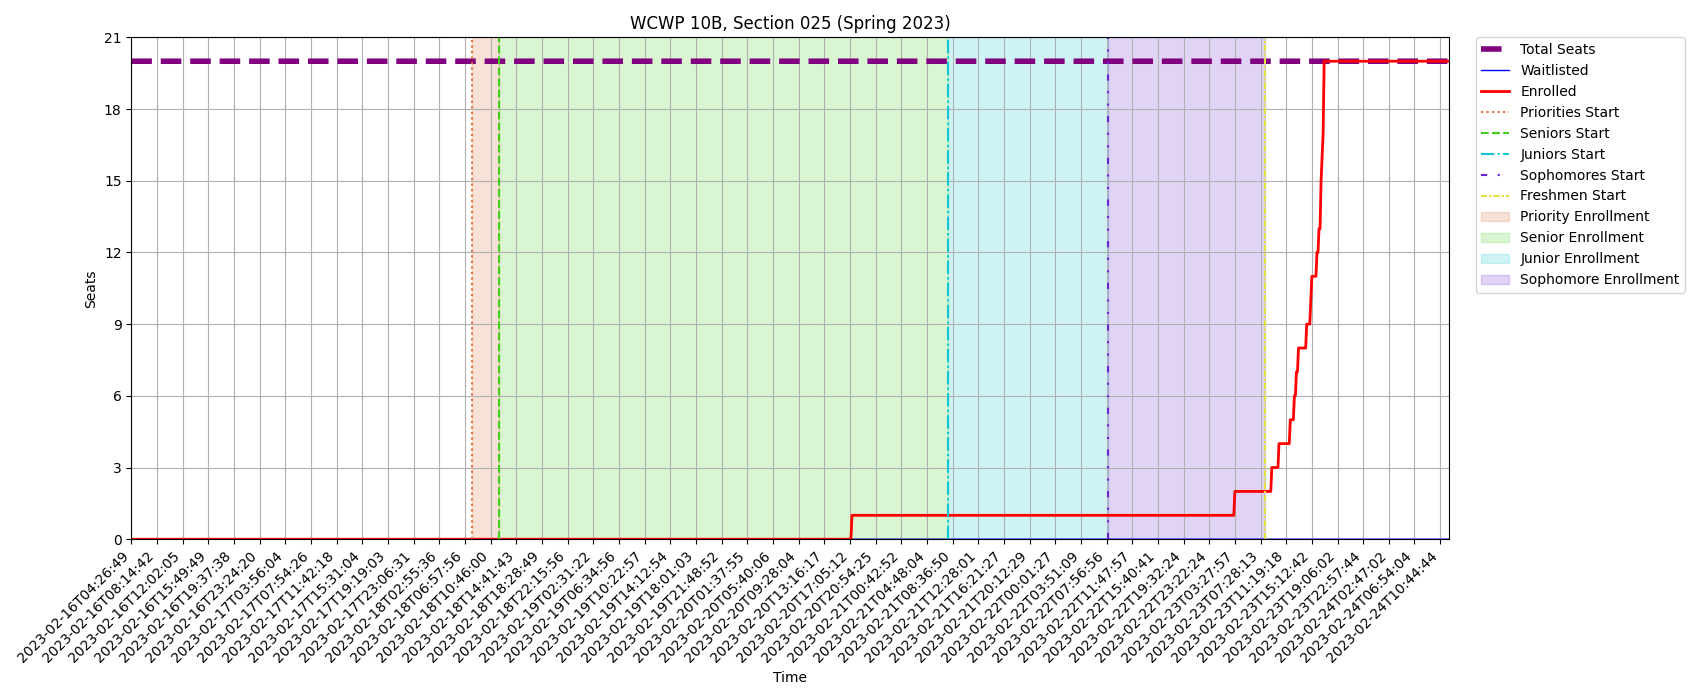 WCWP 10B, Section 025 (Spring 2023)
21
18
15
12
9
6
3
0
Seats
2023-02-16T04:26:49
2023-02-16T08:14:42
2023-02-16T12:02:05
2023-02-16T15:49:49
2023-02-16T19:37:38
2023-02-16T23:24:20
2023-02-17T03:56:04
2023-02-17T07:54:26
2023-02-17T11:42:18
2023-02-17T15:31:04
2023-02-17T19:19:03
2023-02-17T23:06:31
2023-02-18T02:55:36
2023-02-18T06:57:56
2023-02-18T10:46:00
2023-02-18T14:41:43
2023-02-18T18:28:49
2023-02-18T22:15:56
2023-02-19T02:31:22
2023-02-19T06:34:56
2023-02-19T10:22:57
2023-02-19T14:12:54
2023-02-19T18:01:03
2023-02-19T21:48:52
2023-02-20T01:37:55
2023-02-20T05:40:06
2023-02-20T09:28:04
2023-02-20T13:16:17
2023-02-20T17:05:12
2023-02-20T20:54:25
2023-02-21T00:42:52
2023-02-21T04:48:04
2023-02-21T08:36:50
2023-02-21T12:28:01
2023-02-21T16:21:27
2023-02-21T20:12:29
2023-02-22T00:01:27
2023-02-22T03:51:09
2023-02-22T07:56:56
2023-02-22T11:47:57
2023-02-22T15:40:41
2023-02-22T19:32:24
2023-02-22T23:22:24
2023-02-23T03:27:57
2023-02-23T07:28:13
2023-02-23T11:19:18
2023-02-23T15:12:42
2023-02-23T19:06:02
2023-02-23T22:57:44
2023-02-24T02:47:02
2023-02-24T06:54:04
2023-02-24T10:44:44
Time
Total Seats
Waitlisted
Enrolled
Priorities Start
Seniors Start
Juniors Start
Sophomores Start
Freshmen Start
Priority Enrollment
Senior Enrollment
Junior Enrollment
Sophomore Enrollment